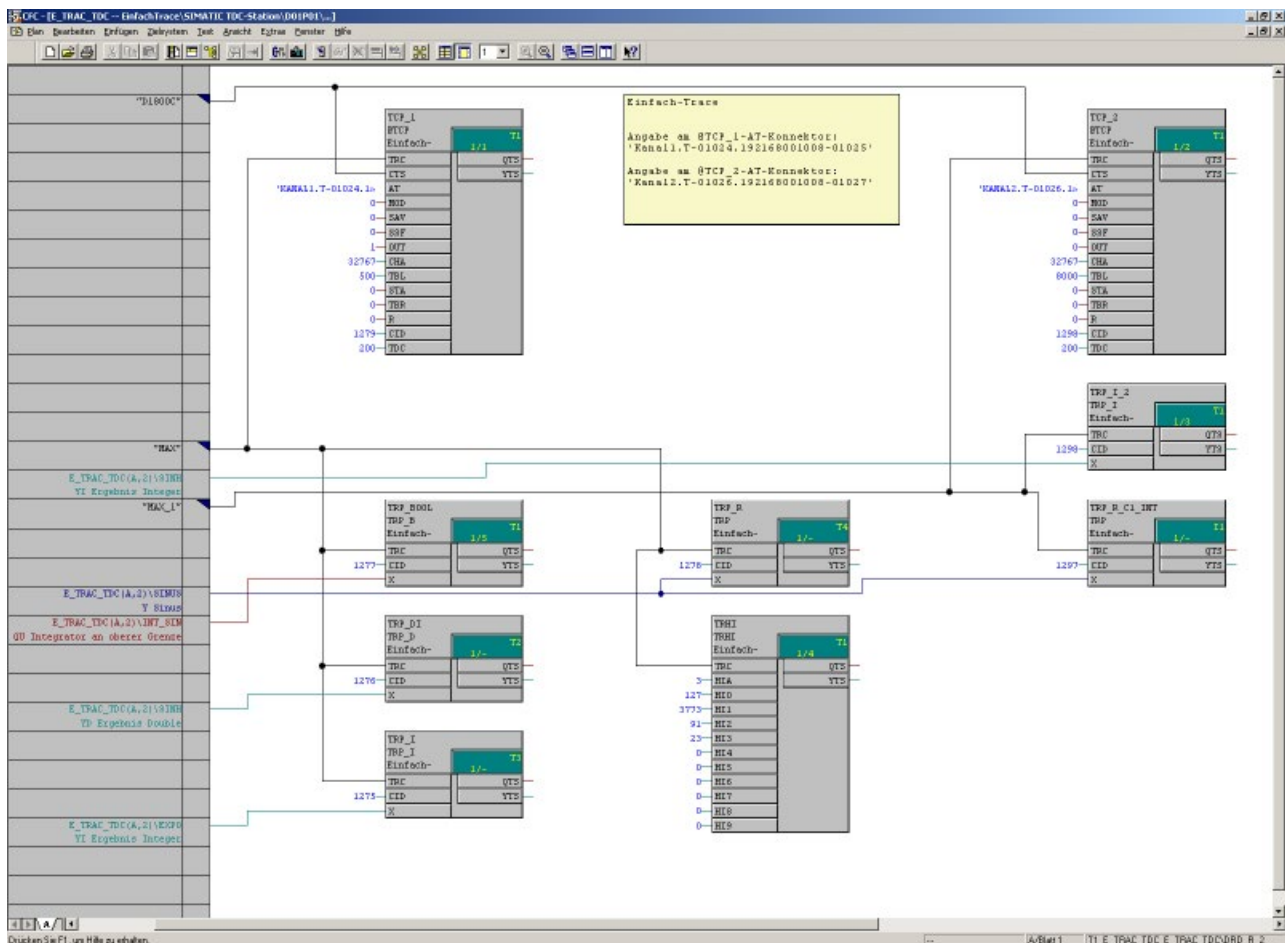 CFC - [E_TRAC_TDC -- EinfachTrace\SIMATIC TDC-Station\D01P01\...]
Plan Bearbeiten Einfügen Zielsystem Test Ansicht Extras Fenster Hilfe
1
"D1800C"
"MAX"
E_TRAC_TDC(A,2)\SINH
YI Ergebnis Integer
"MAX_1"
E_TRAC_TDC(A,2)\SINUS
Y Sinus
E_TRAC_TDC(A,2)\INT_SIN
QU Integrator an oberer Grenze
E_TRAC_TDC(A,2)\SINH
YD Ergebnis Double
E_TRAC_TDC(A,2)\EXPO
YI Ergebnis Integer
TCP_1
@TCP
Einfach-
T1
1/1
TRC QTS
CTS YTS
'KANAL1.T-01024.1» AT
0 MOD
0 SAV
0 SSF
1 OUT
32767 CHA
500 TBL
0 STA
0 TBR
0 R
1279 CID
200 TDC
Einfach-Trace
Angabe am @TCP_1-AT-Konnektor:
'Kanal1.T-01024.192168001008-01025'
Angabe am @TCP_2-AT-Konnektor:
'Kanal2.T-01026.192168001008-01027'
TCP_2
@TCP
Einfach-
T1
1/2
TRC QTS
CTS YTS
'KANAL2.T-01026.1» AT
0 MOD
0 SAV
0 SSF
0 OUT
32767 CHA
8000 TBL
0 STA
0 TBR
0 R
1298 CID
200 TDC
TRP_I_2
TRP_I
Einfach-
T1
1/3
TRC QTS
1298 CID YTS
X
TRP_BOOL
TRP_B
Einfach-
T1
1/5
TRC QTS
1277 CID YTS
X
TRP_R
TRP
Einfach-
T4
1/-
TRC QTS
1278 CID YTS
X
TRP_R_C1_INT
TRP
Einfach-
I1
1/-
TRC QTS
1297 CID YTS
X
TRP_DI
TRP_D
Einfach-
T2
1/-
TRC QTS
1276 CID YTS
X
TRHI
TRHI
Einfach-
T1
1/4
TRC QTS
3 HIA YTS
127 HI0
3773 HI1
91 HI2
23 HI3
0 HI4
0 HI5
0 HI6
0 HI7
0 HI8
0 HI9
TRP_I
TRP_I
Einfach-
T3
1/-
TRC QTS
1275 CID YTS
X
A
Drücken Sie F1, um Hilfe zu erhalten.
--
A/Blatt 1
T1 E_TRAC_TDC E_TRAC_TDC\DRD_R_2